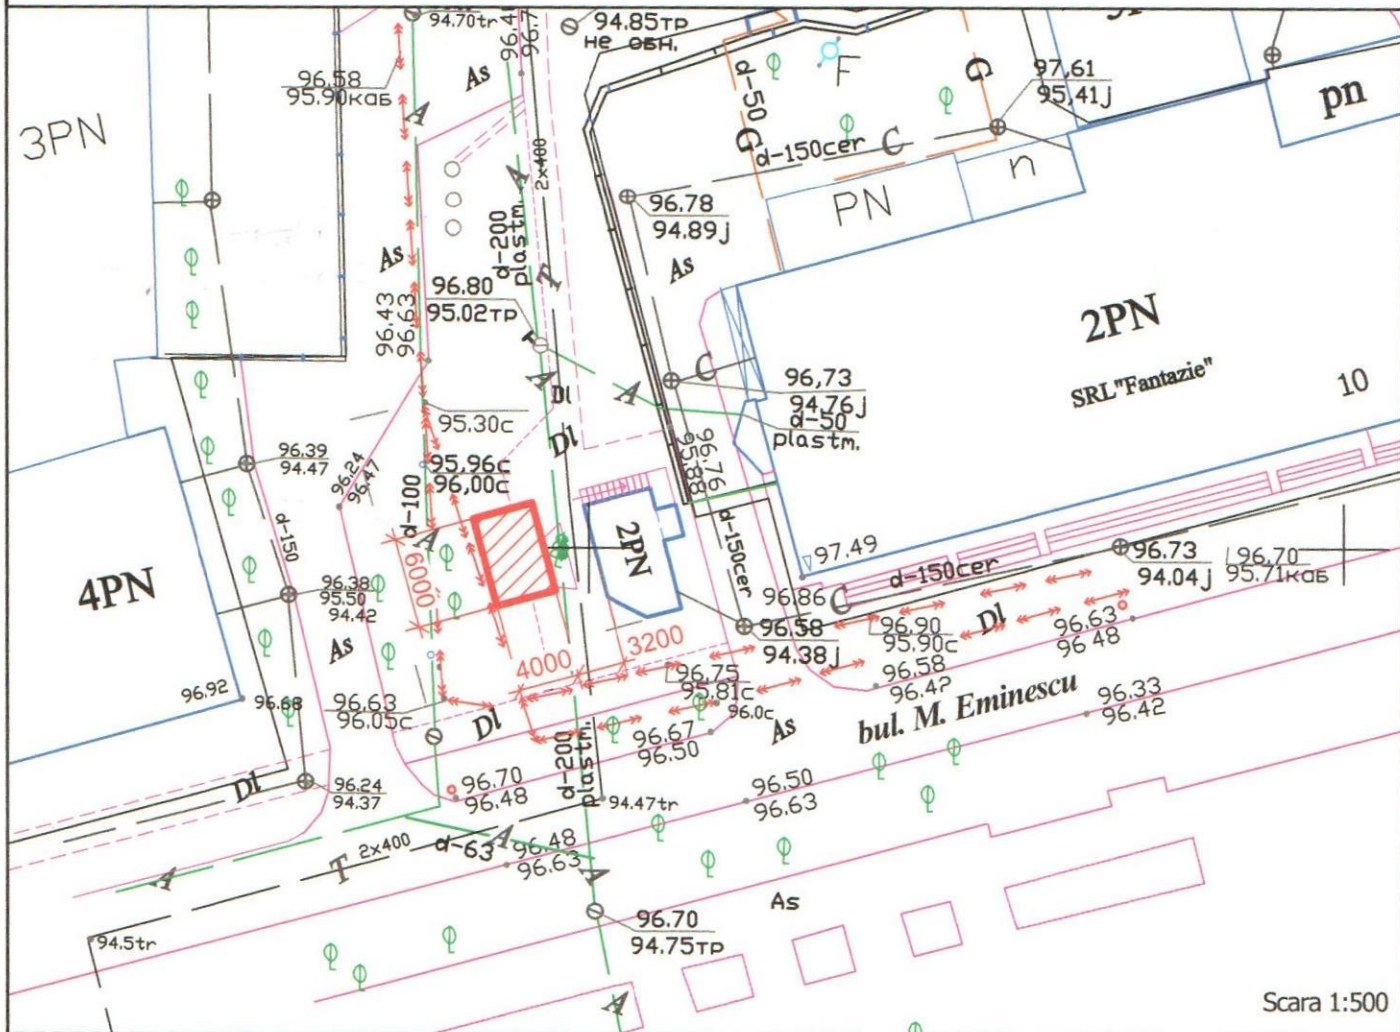 94.70tr
96.58
95.90каб
As
A
3PN
94.85тр
не обн.
2x400
A
d-200
plastm.
T
d-50
G
F
G
97,61
95,41j
pn
d-150cer
C
n
PN
96.78
94.89j
As
As
96.43
96.63
96.80
95.02тр
A
Dl
Dl
A
C
96,73
94,76j
d-50
plastm.
2PN
SRL"Fantazie"
10
95.30c
95,96c
96,00c
96.24
96.47
96.39
94.47
d-150
d-100
A
6000
4PN
96.38
95.50
94.42
As
2PN
96.76
95.88
d-150cer
97.49
d-150cer
C
96.86
96.58
94.38j
96.73
94.04j
96,70
95.71каб
Dl
96.90
95.90c
96.63
96.48
96.58
96.42
3200
4000
96.75
95.81c
96.0c
96.92
96.68
96.63
96.05c
Dl
d-200
plastm.
96.67
96.50
As
bul. M. Eminescu
96.33
96.42
Dl
96.24
94.37
96.70
96.48
94.47tr
96.50
96.63
T
2x400
d-63
A
96.48
96.63
A
A
As
96.70
94.75тр
94.5tr
A
Scara 1:500